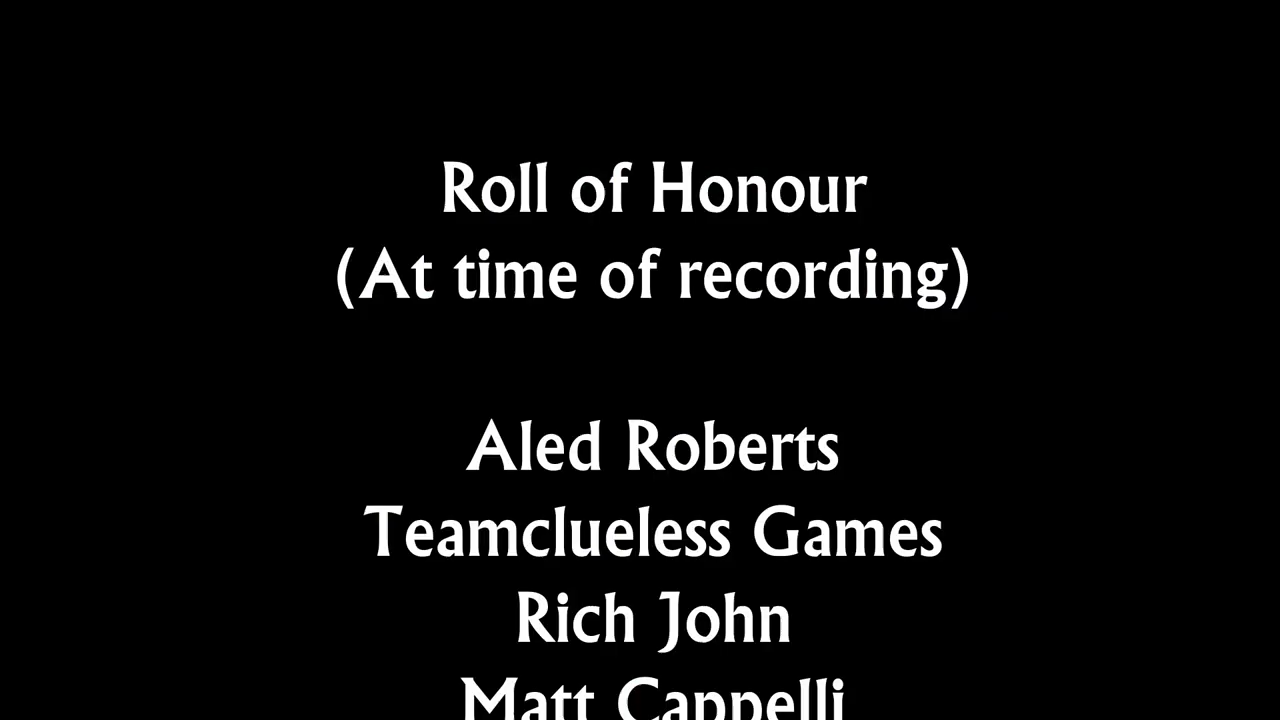 Roll of Honour
(At time of recording)
Aled Roberts
Teamclueless Games
Rich John
Matt Cappelli